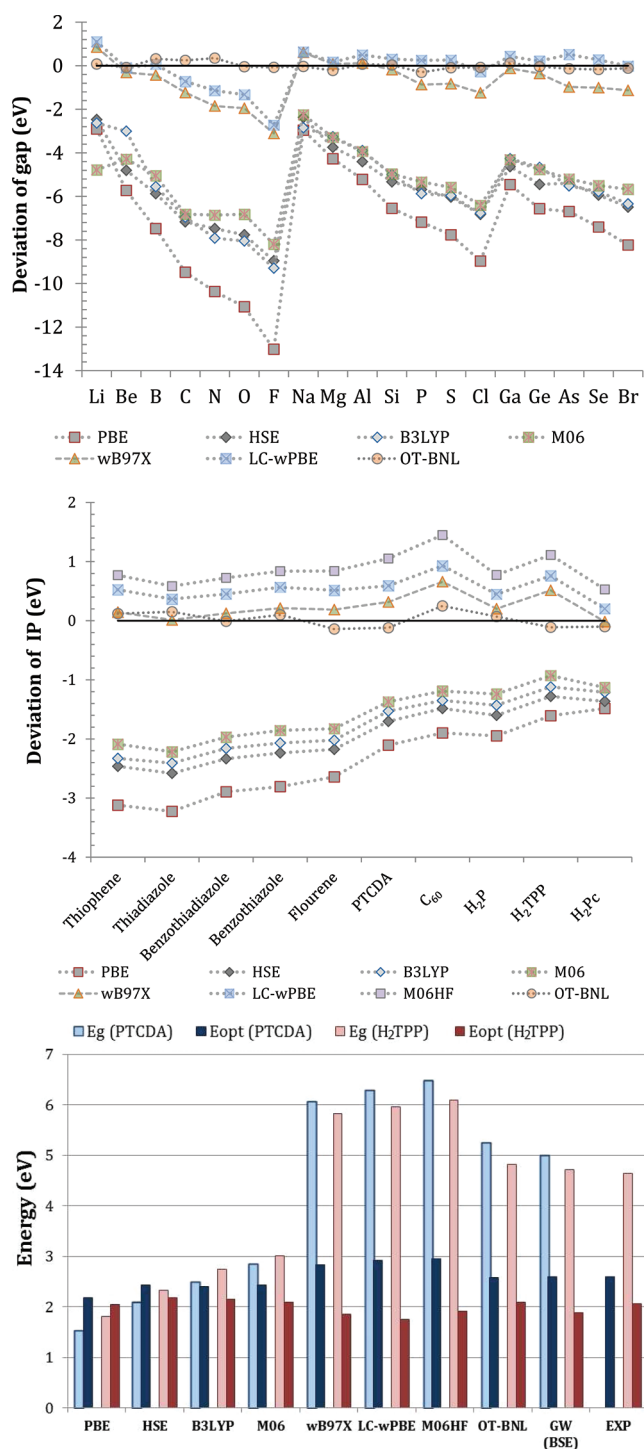 2
0
-2
-4
-6
-8
-10
-12
-14
Deviation of gap (eV)
Li Be B C N O F Na Mg Al Si P S Cl Ga Ge As Se Br
PBE HSE B3LYP M06
wB97X LC-wPBE OT-BNL
2
1
0
-1
-2
-3
-4
Deviation of IP (eV)
Thiophene Thiadiazole Benzothiadiazole Benzothiazole Flourene PTCDA C₆₀ H₂P H₂TPP H₂Pc
PBE HSE B3LYP M06
wB97X LC-wPBE M06HF OT-BNL
Eg (PTCDA) Eopt (PTCDA) Eg (H₂TPP) Eopt (H₂TPP)
7
6
5
4
3
2
1
0
Energy (eV)
PBE HSE B3LYP M06 wB97X LC-wPBE M06HF OT-BNL GW EXP
(BSE)